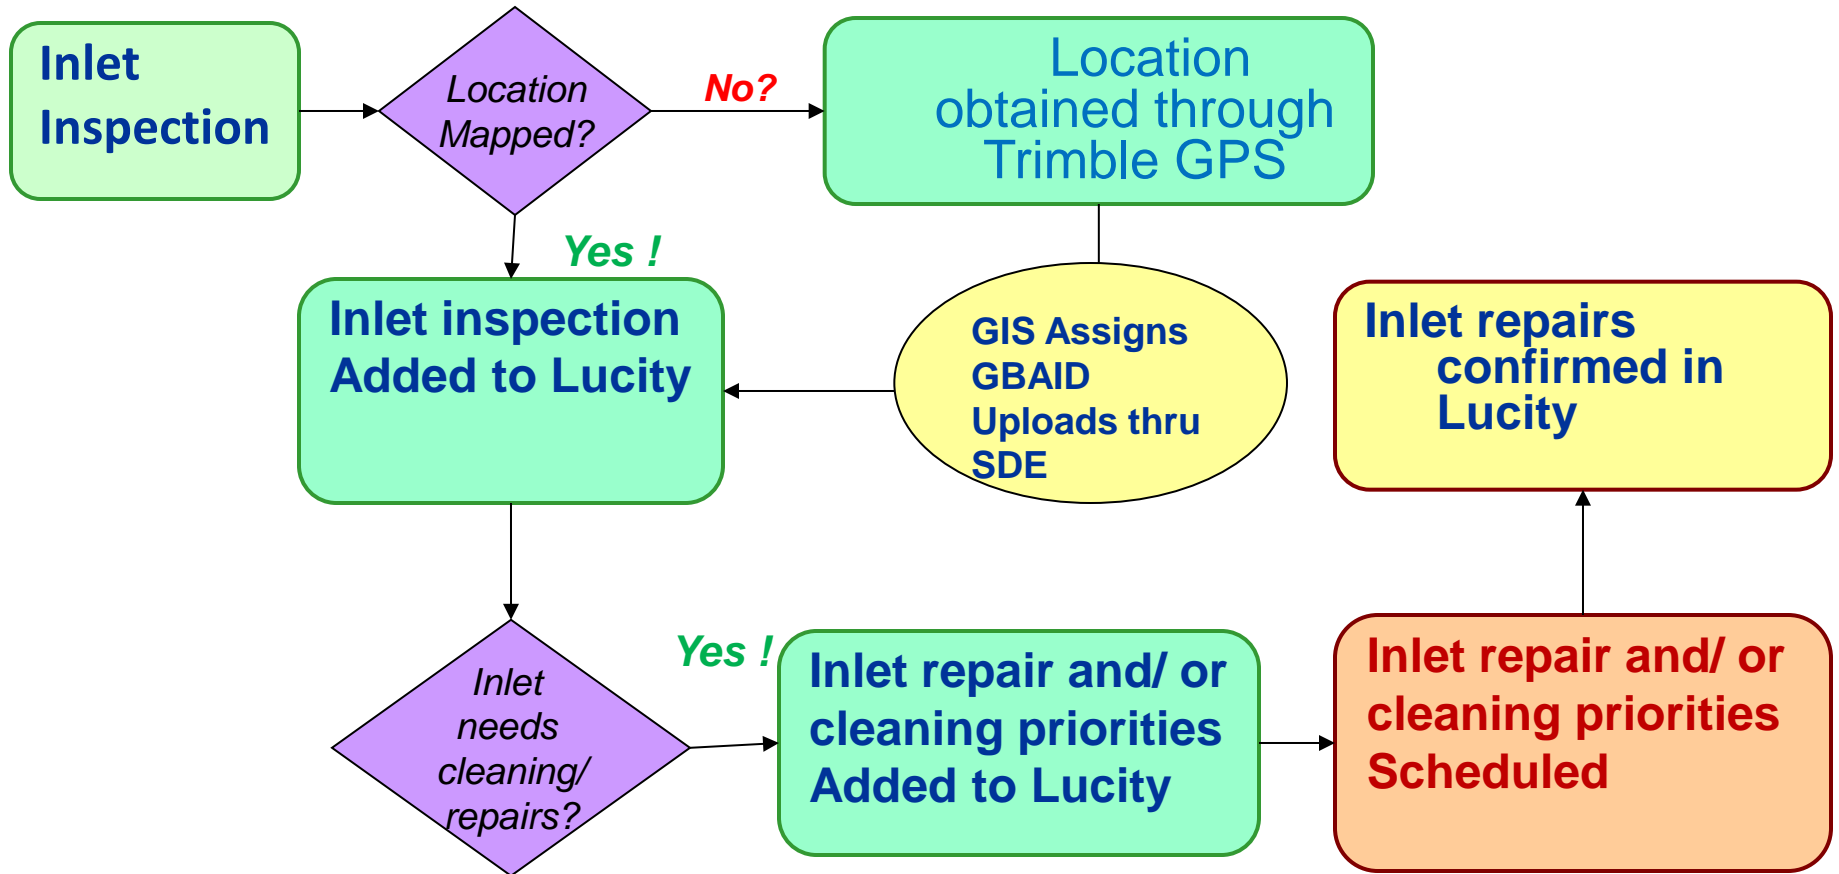 Inlet
Inspection
Location
Mapped?
No?
Location
obtained through
Trimble GPS
Yes !
Inlet inspection
Added to Lucity
GIS Assigns
GBAID
Uploads thru
SDE
Inlet repairs
confirmed in
Lucity
Inlet
needs
cleaning/
repairs?
Yes !
Inlet repair and/ or
cleaning priorities
Added to Lucity
Inlet repair and/ or
cleaning priorities
Scheduled